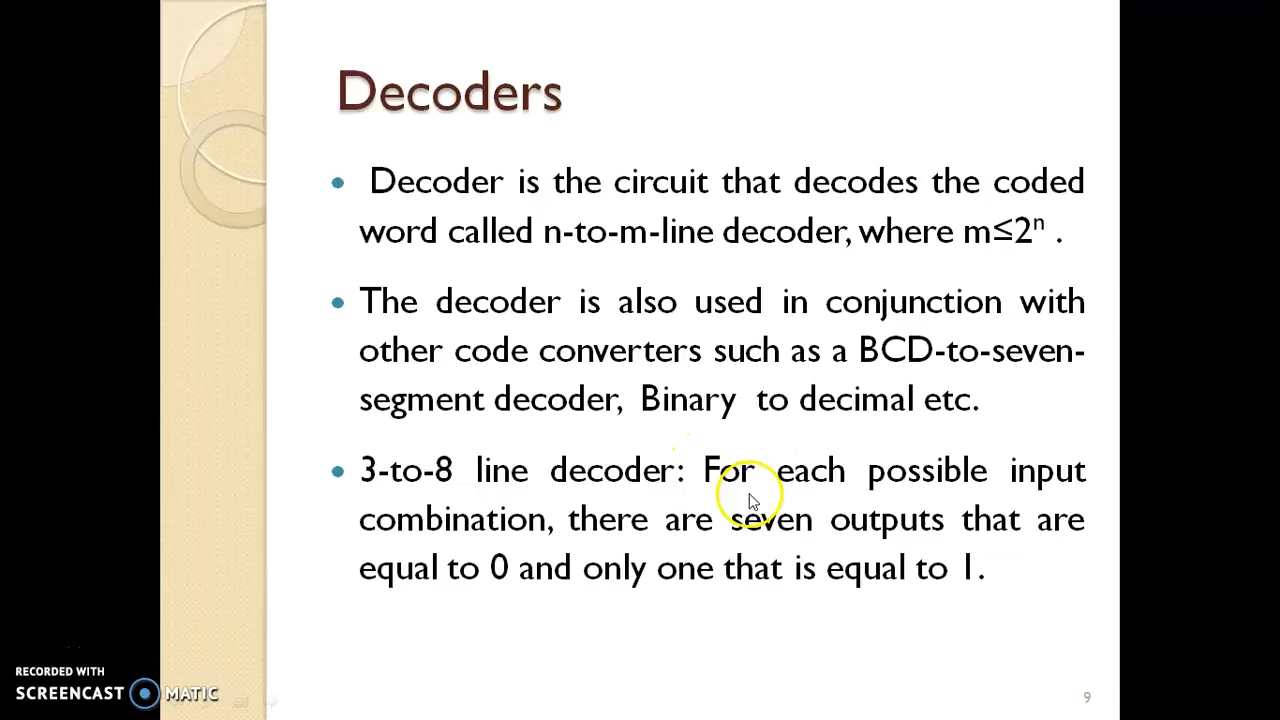 Decoders
• Decoder is the circuit that decodes the coded
word called n-to-m-line decoder, where m≤2ⁿ .
• The decoder is also used in conjunction with
other code converters such as a BCD-to-seven-
segment decoder, Binary to decimal etc.
• 3-to-8 line decoder: For each possible input
combination, there are seven outputs that are
equal to 0 and only one that is equal to 1.
RECORDED WITH
SCREENCAST MATIC
9